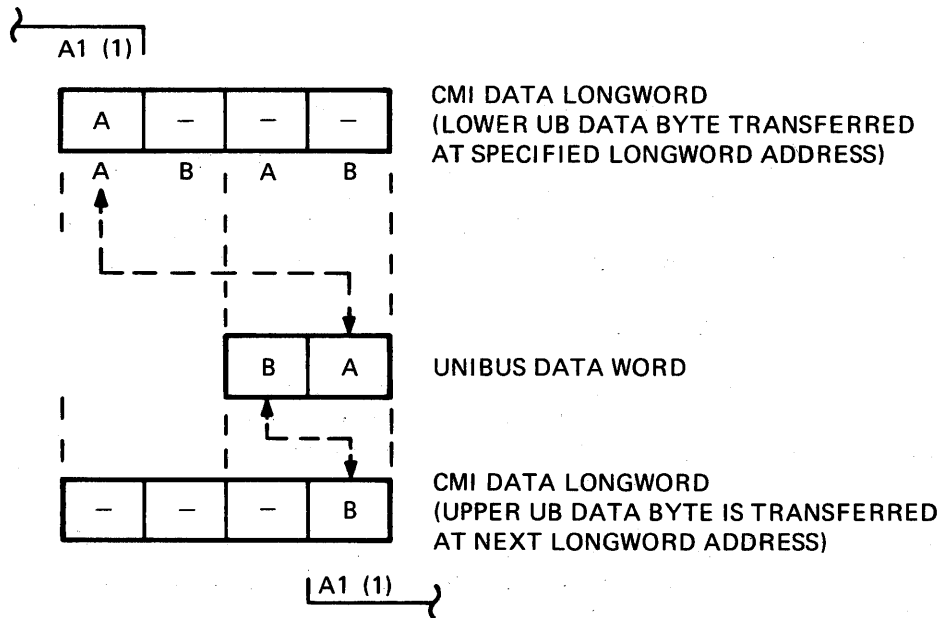 A1 (1)
A – – –
CMI DATA LONGWORD
(LOWER UB DATA BYTE TRANSFERRED
AT SPECIFIED LONGWORD ADDRESS)
A B A B
B A
UNIBUS DATA WORD
– – – B
CMI DATA LONGWORD
(UPPER UB DATA BYTE IS TRANSFERRED
AT NEXT LONGWORD ADDRESS)
A1 (1)